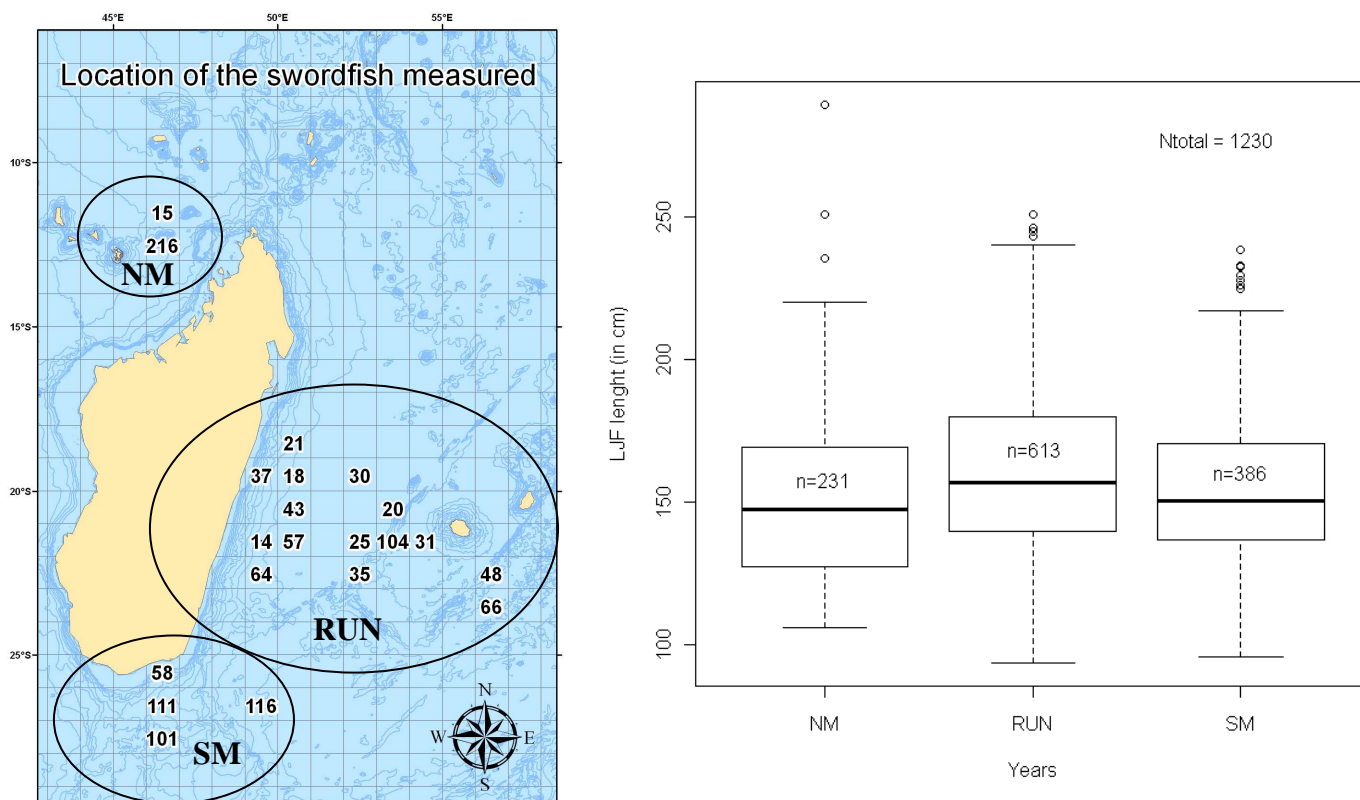 45°E 50°E 55°E
Location of the swordfish measured
10°S
15
216
NM
15°S
21
37 18 30
20°S
43 20
14 57 25 104 31
64 35 48
66
RUN
25°S
58
111 116
101
SM
N
W E
S
Ntotal = 1230
250
200
150
100
LJF lenght (in cm)
n=231
n=613
n=386
NM RUN SM
Years